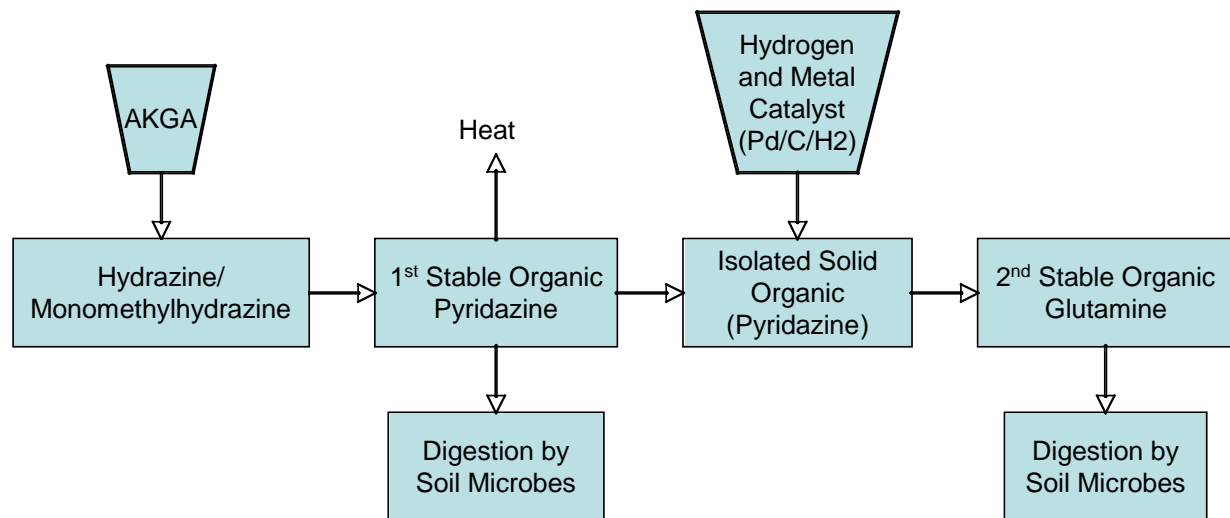 AKGA
Heat
Hydrogen
and Metal
Catalyst
(Pd/C/H2)
Hydrazine/
Monomethylhydrazine
1st Stable Organic
Pyridazine
Isolated Solid
Organic
(Pyridazine)
2nd Stable Organic
Glutamine
Digestion by
Soil Microbes
Digestion by
Soil Microbes